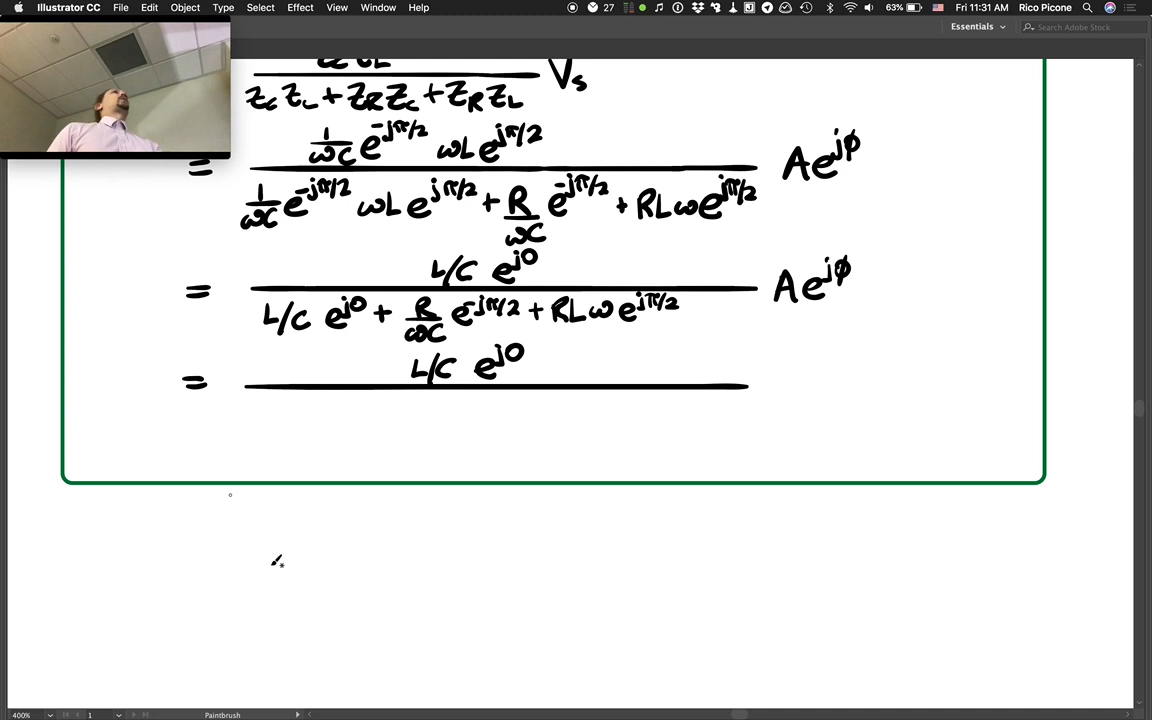 Illustrator CC File Edit Object Type Select Effect View Window Help 27 63% Fri 11:31 AM Rico Picone
Essentials Search Adobe Stock
Z_C Z_L + Z_R Z_C + Z_R Z_L V_s
1/ωC e^{-jπ/2} ωL e^{jπ/2}
= A e^{jϕ}
1/ωC e^{-jπ/2} ωL e^{jπ/2} + R/ωC e^{-jπ/2} + RLω e^{jπ/2}
L/C e^{j0}
= A e^{jϕ}
L/C e^{j0} + R/ωC e^{-jπ/2} + RLω e^{jπ/2}
L/C e^{j0}
=
400% 1 Paintbrush